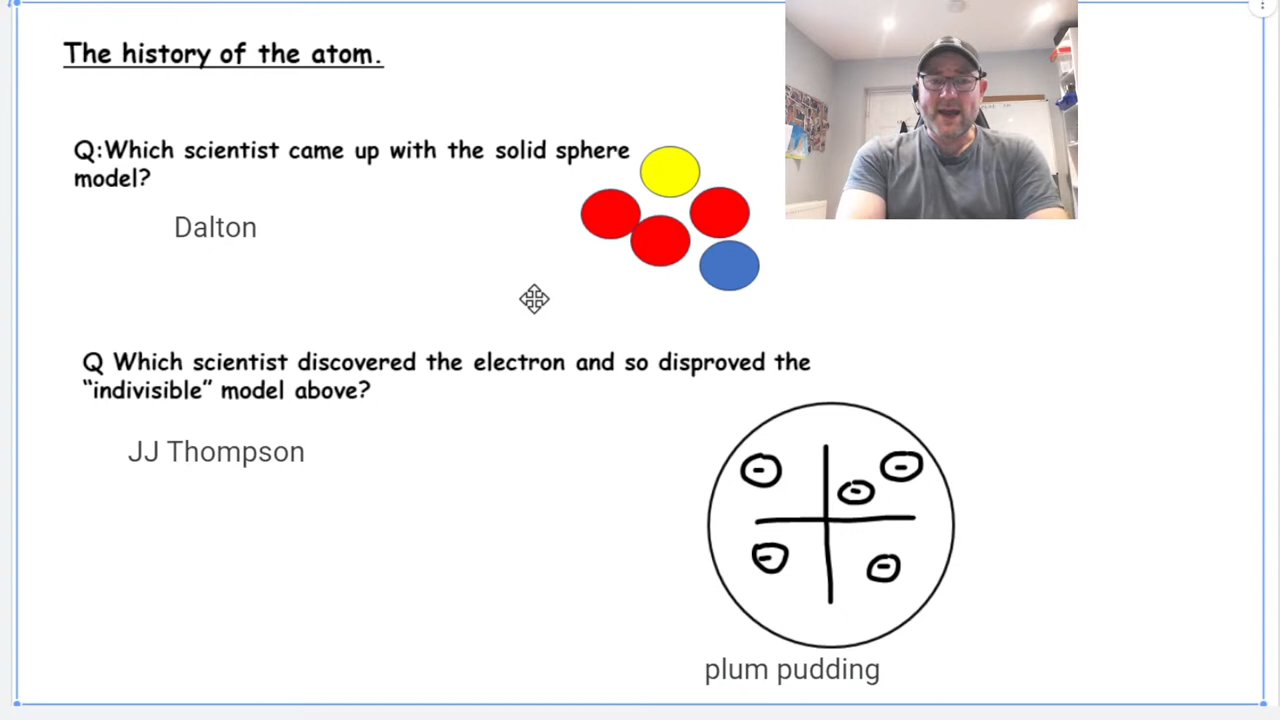 The history of the atom.
Q:Which scientist came up with the solid sphere
model?
Dalton
Q Which scientist discovered the electron and so disproved the
“indivisible” model above?
JJ Thompson
plum pudding